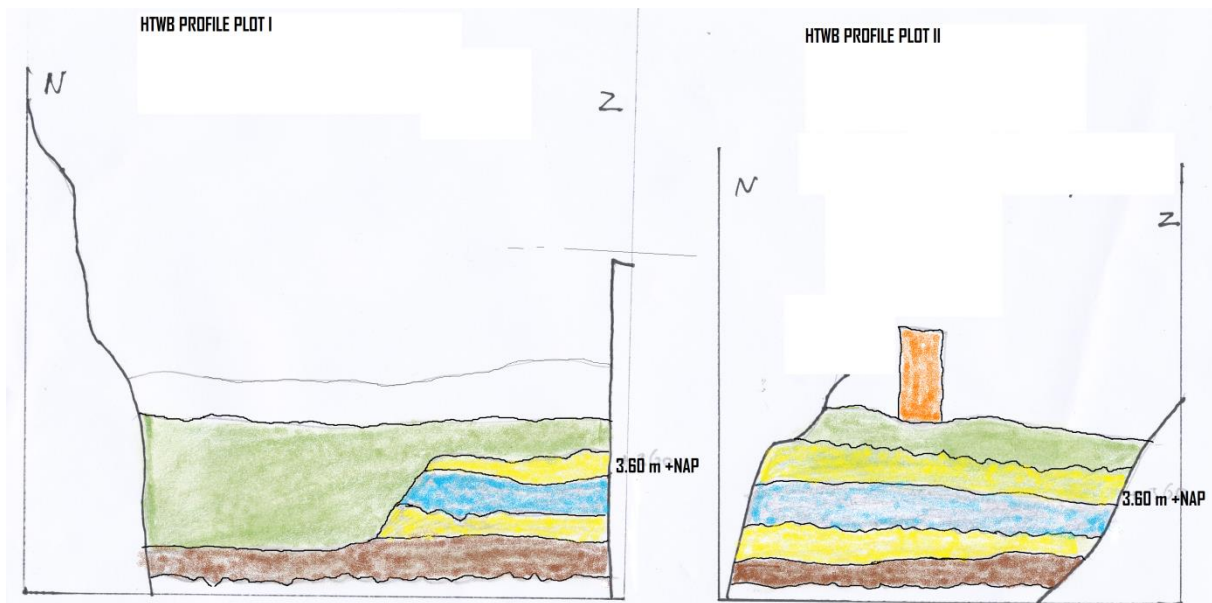 HTWB PROFILE PLOT I
N
Z
3.60 m +NAP
HTWB PROFILE PLOT II
N
Z
3.60 m +NAP